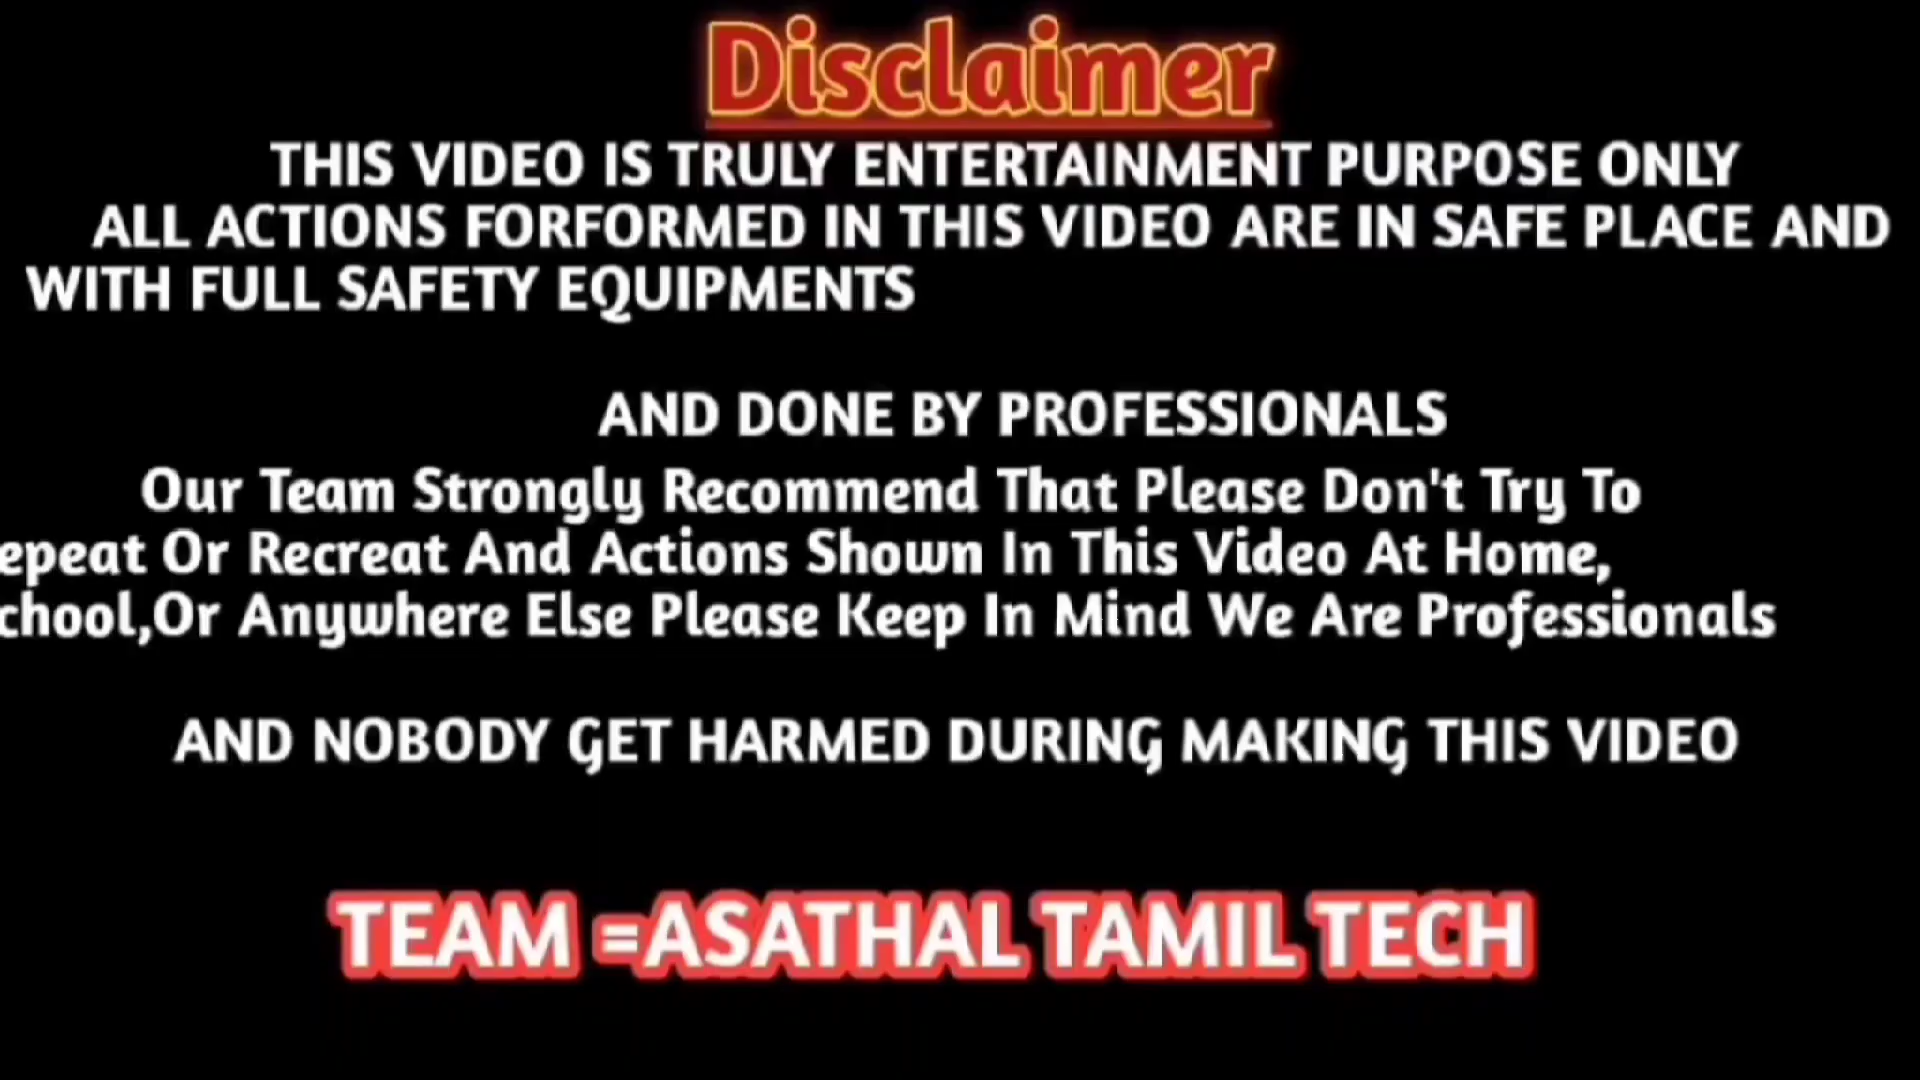 Disclaimer
THIS VIDEO IS TRULY ENTERTAINMENT PURPOSE ONLY
ALL ACTIONS FORFORMED IN THIS VIDEO ARE IN SAFE PLACE AND
WITH FULL SAFETY EQUIPMENTS
AND DONE BY PROFESSIONALS
Our Team Strongly Recommend That Please Don't Try To
epeat Or Recreat And Actions Shown In This Video At Home,
chool,Or Anywhere Else Please Keep In Mind We Are Professionals
AND NOBODY GET HARMED DURING MAKING THIS VIDEO
TEAM =ASATHAL TAMIL TECH